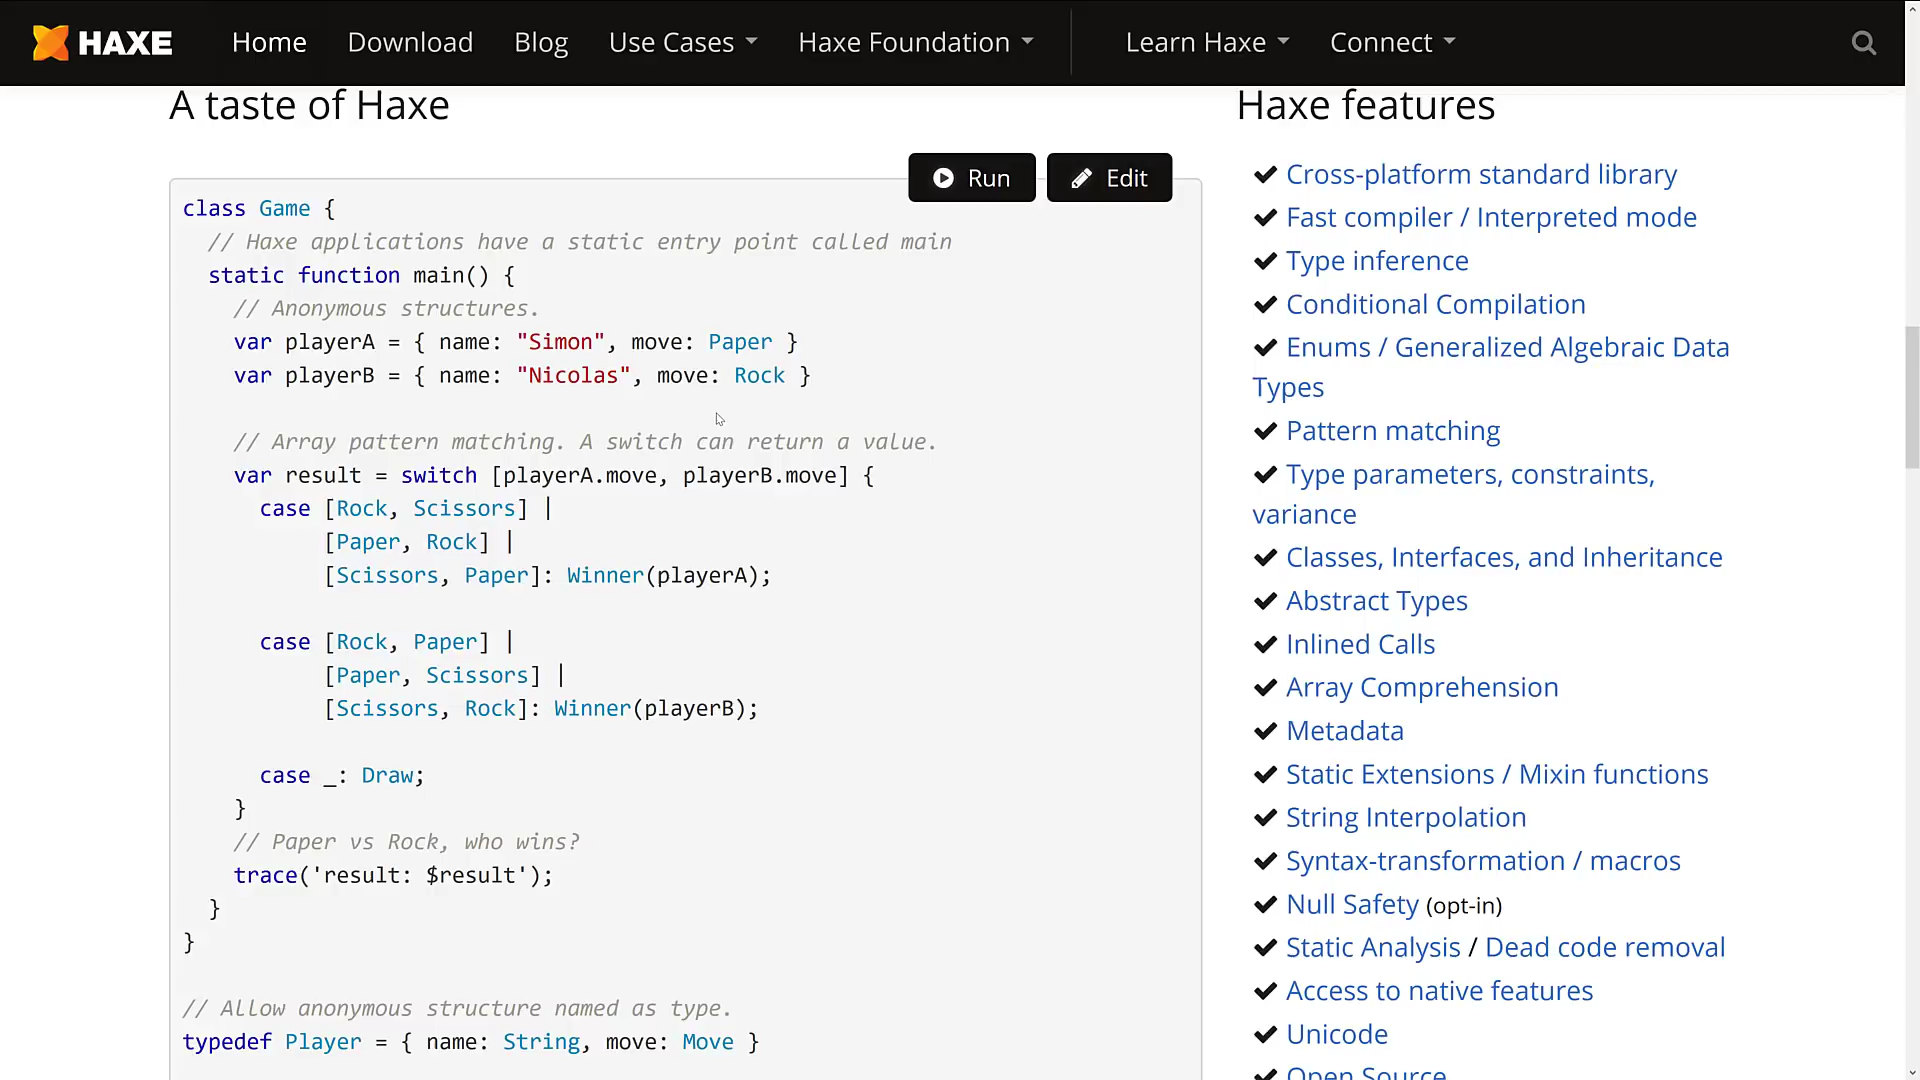 HAXE Home Download Blog Use Cases Haxe Foundation Learn Haxe Connect
A taste of Haxe
Run Edit
class Game {
// Haxe applications have a static entry point called main
static function main() {
// Anonymous structures.
var playerA = { name: "Simon", move: Paper }
var playerB = { name: "Nicolas", move: Rock }
// Array pattern matching. A switch can return a value.
var result = switch [playerA.move, playerB.move] {
case [Rock, Scissors] |
[Paper, Rock] |
[Scissors, Paper]: Winner(playerA);
case [Rock, Paper] |
[Paper, Scissors] |
[Scissors, Rock]: Winner(playerB);
case _: Draw;
}
// Paper vs Rock, who wins?
trace('result: $result');
}
}
// Allow anonymous structure named as type.
typedef Player = { name: String, move: Move }
Haxe features
✔ Cross-platform standard library
✔ Fast compiler / Interpreted mode
✔ Type inference
✔ Conditional Compilation
✔ Enums / Generalized Algebraic Data
Types
✔ Pattern matching
✔ Type parameters, constraints,
variance
✔ Classes, Interfaces, and Inheritance
✔ Abstract Types
✔ Inlined Calls
✔ Array Comprehension
✔ Metadata
✔ Static Extensions / Mixin functions
✔ String Interpolation
✔ Syntax-transformation / macros
✔ Null Safety (opt-in)
✔ Static Analysis / Dead code removal
✔ Access to native features
✔ Unicode
✔ Open Source